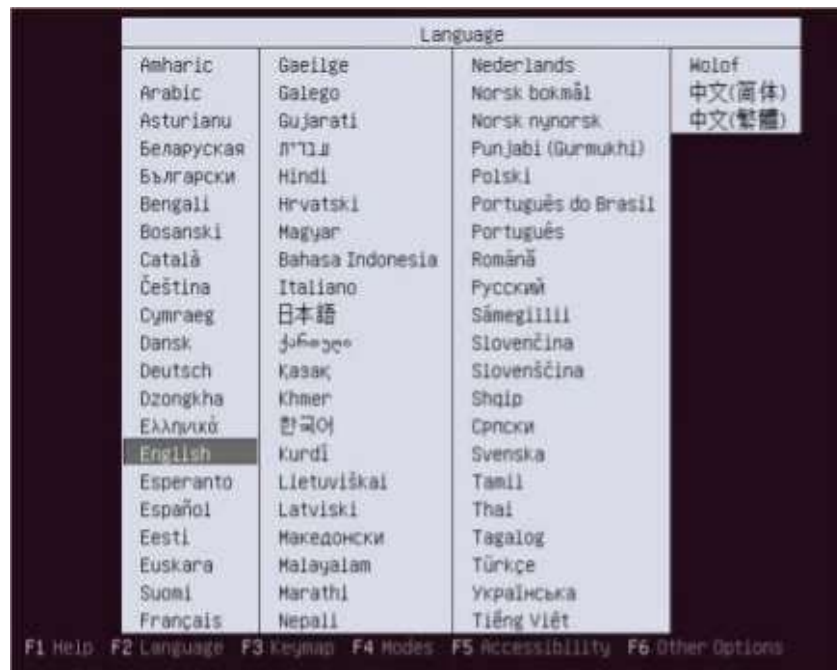 Language
Amharic
Arabic
Asturianu
Беларуская
Български
Bengali
Bosanski
Català
Čeština
Cymraeg
Dansk
Deutsch
Dzongkha
Ελληνικά
English
Esperanto
Español
Eesti
Euskara
Suomi
Français
Gaeilge
Galego
Gujarati
עברית
Hindi
Hrvatski
Magyar
Bahasa Indonesia
Italiano
日本語
ქართული
Қазақ
Khmer
한국어
Kurdî
Lietuviškai
Latviski
Македонски
Malayalam
Marathi
Nepali
Nederlands
Norsk bokmål
Norsk nynorsk
Punjabi (Gurmukhi)
Polski
Português do Brasil
Português
Română
Русский
Sámegillii
Slovenčina
Slovenščina
Shqip
Српски
Svenska
Tamil
Thai
Tagalog
Türkçe
Українська
Tiếng Việt
Wolof
中文(简体)
中文(繁體)
F1 Help F2 Language F3 Keymap F4 Modes F5 Accessibility F6 Other Options